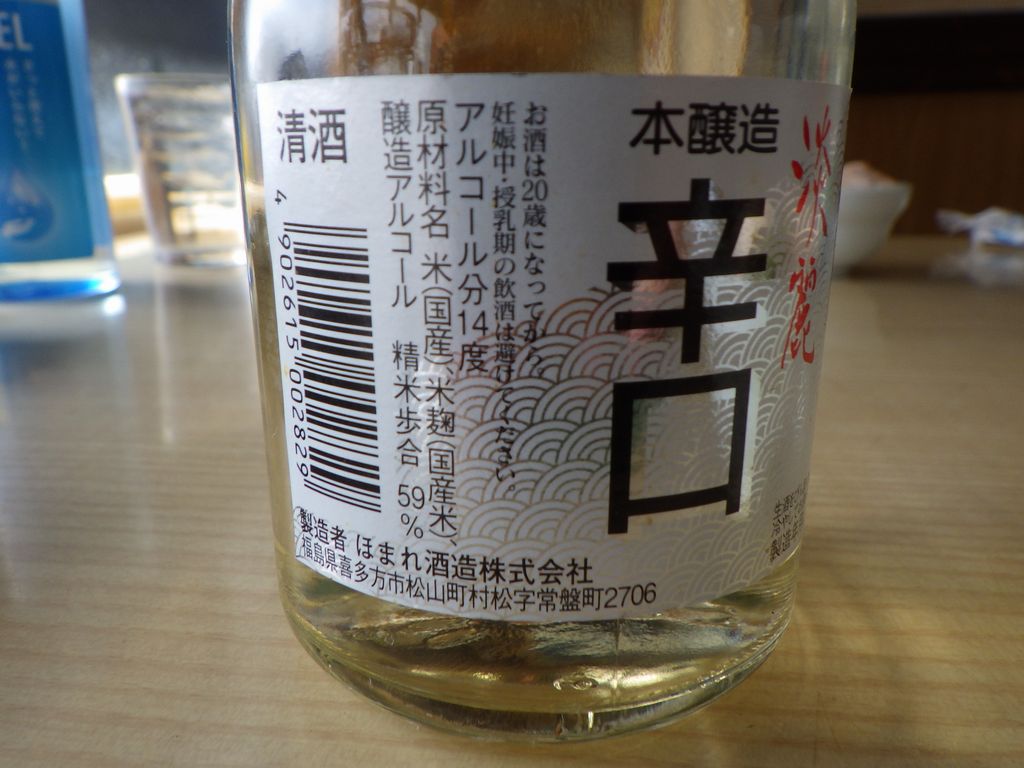 淡麗
本醸造
辛口
お酒は20歳になってから。
妊娠中・授乳期の飲酒は避けてください。
アルコール分14度
原材料名 米(国産)、米麹(国産米)、
醸造アルコール 精米歩合 59%
清酒
4 902615 002829
製造者 ほまれ酒造株式会社
福島県喜多方市松山町村松字常盤町2706
EL